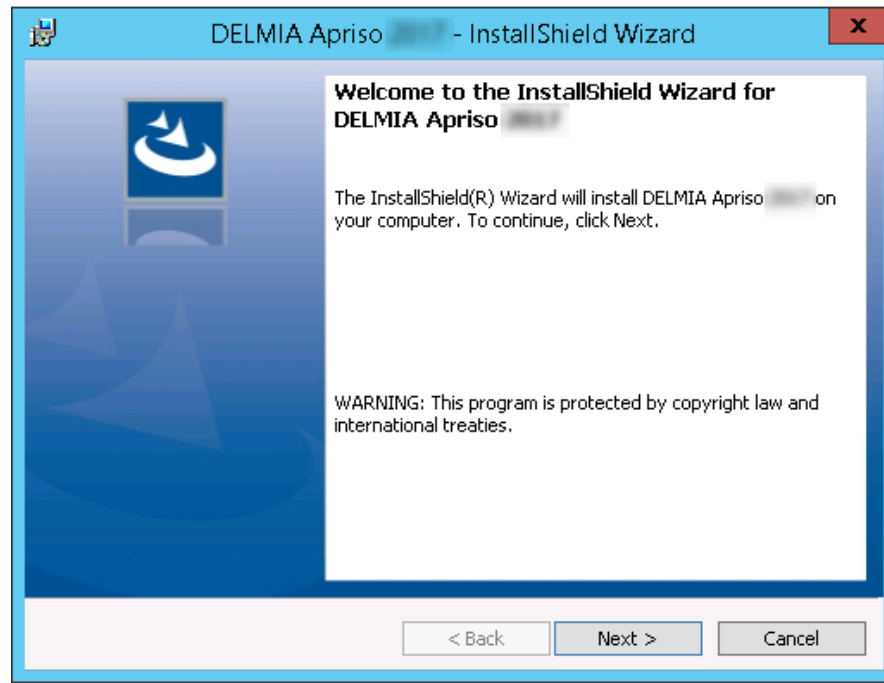 DELMIA Apriso - InstallShield Wizard
x
Welcome to the InstallShield Wizard for
DELMIA Apriso
The InstallShield(R) Wizard will install DELMIA Apriso on
your computer. To continue, click Next.
WARNING: This program is protected by copyright law and
international treaties.
< Back
Next >
Cancel